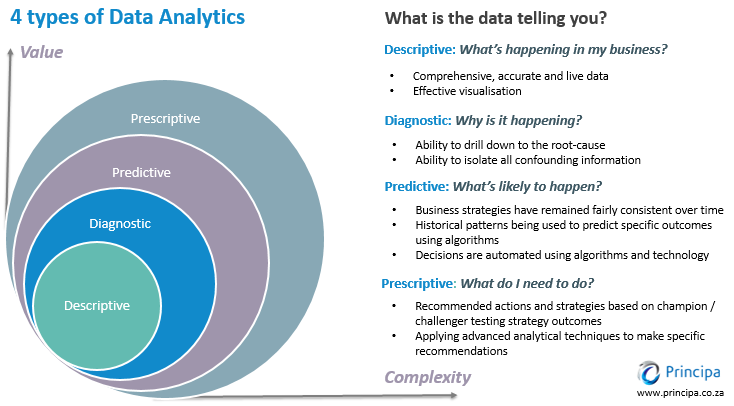 4 types of Data Analytics
Value
Prescriptive
Predictive
Diagnostic
Descriptive
What is the data telling you?
Descriptive: What's happening in my business?
• Comprehensive, accurate and live data
• Effective visualisation
Diagnostic: Why is it happening?
• Ability to drill down to the root-cause
• Ability to isolate all confounding information
Predictive: What's likely to happen?
• Business strategies have remained fairly consistent over time
• Historical patterns being used to predict specific outcomes
using algorithms
• Decisions are automated using algorithms and technology
Prescriptive: What do I need to do?
• Recommended actions and strategies based on champion /
challenger testing strategy outcomes
• Applying advanced analytical techniques to make specific
recommendations
Complexity
Principa
www.principa.co.za